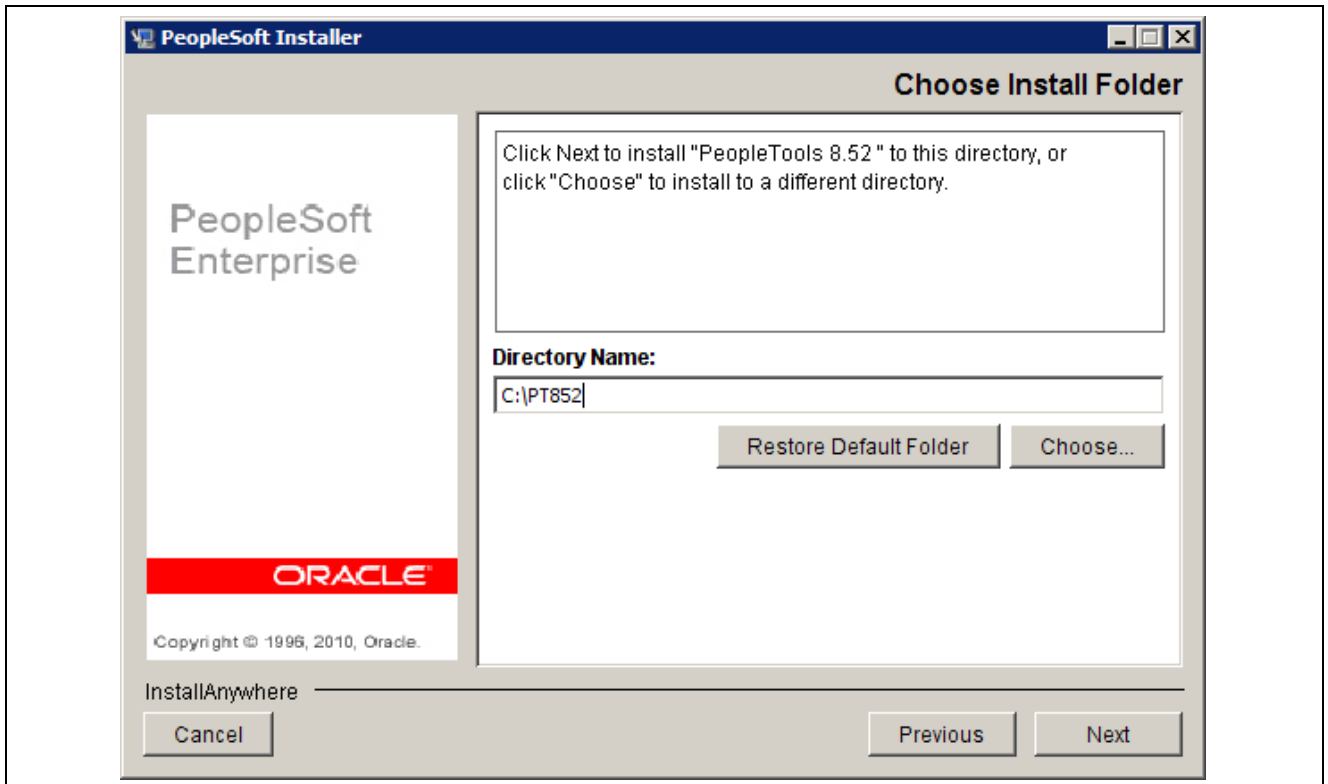 PeopleSoft Installer
Choose Install Folder
PeopleSoft
Enterprise
ORACLE
Copyright © 1996, 2010, Oracle.
Click Next to install "PeopleTools 8.52 " to this directory, or
click "Choose" to install to a different directory.
Directory Name:
C:\PT852
Restore Default Folder
Choose...
InstallAnywhere
Cancel
Previous
Next